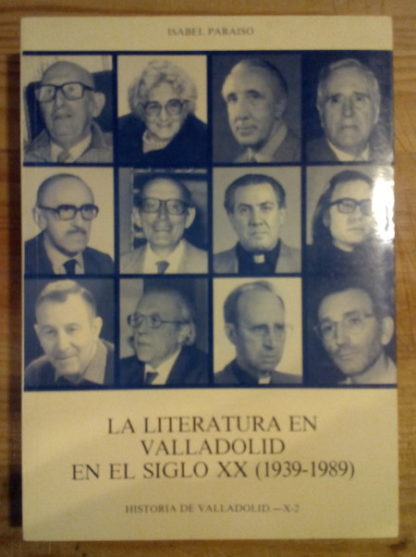 ISABEL PARAISO
LA LITERATURA EN
VALLADOLID
EN EL SIGLO XX (1939-1989)
HISTORIA DE VALLADOLID.—X-2